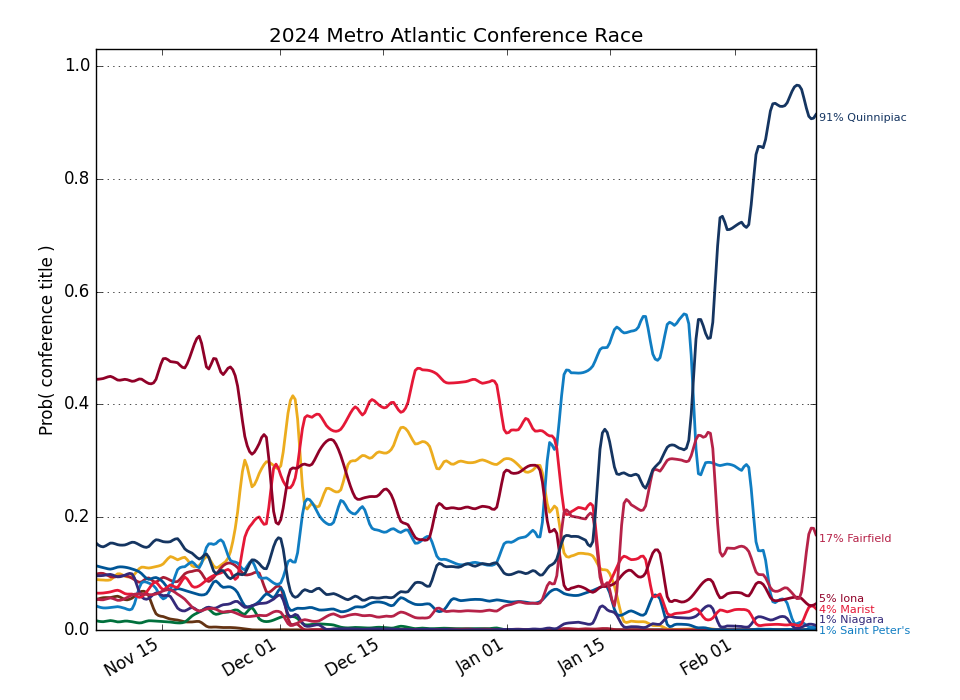 2024 Metro Atlantic Conference Race
Prob( conference title )
1.0
0.8
0.6
0.4
0.2
0.0
Nov 15
Dec 01
Dec 15
Jan 01
Jan 15
Feb 01
91% Quinnipiac
17% Fairfield
5% Iona
4% Marist
1% Niagara
1% Saint Peter's